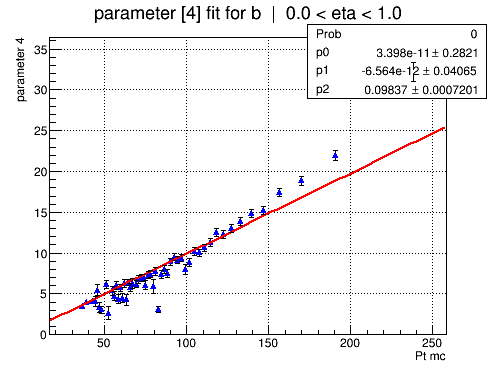 parameter [4] fit for b | 0.0 < eta < 1.0
Prob 0
p0 3.398e-11 ± 0.2821
p1 -6.564e-12 ± 0.04065
p2 0.09837 ± 0.0007201
parameter 4
35
30
25
20
15
10
5
0
50 100 150 200 250
Pt mc